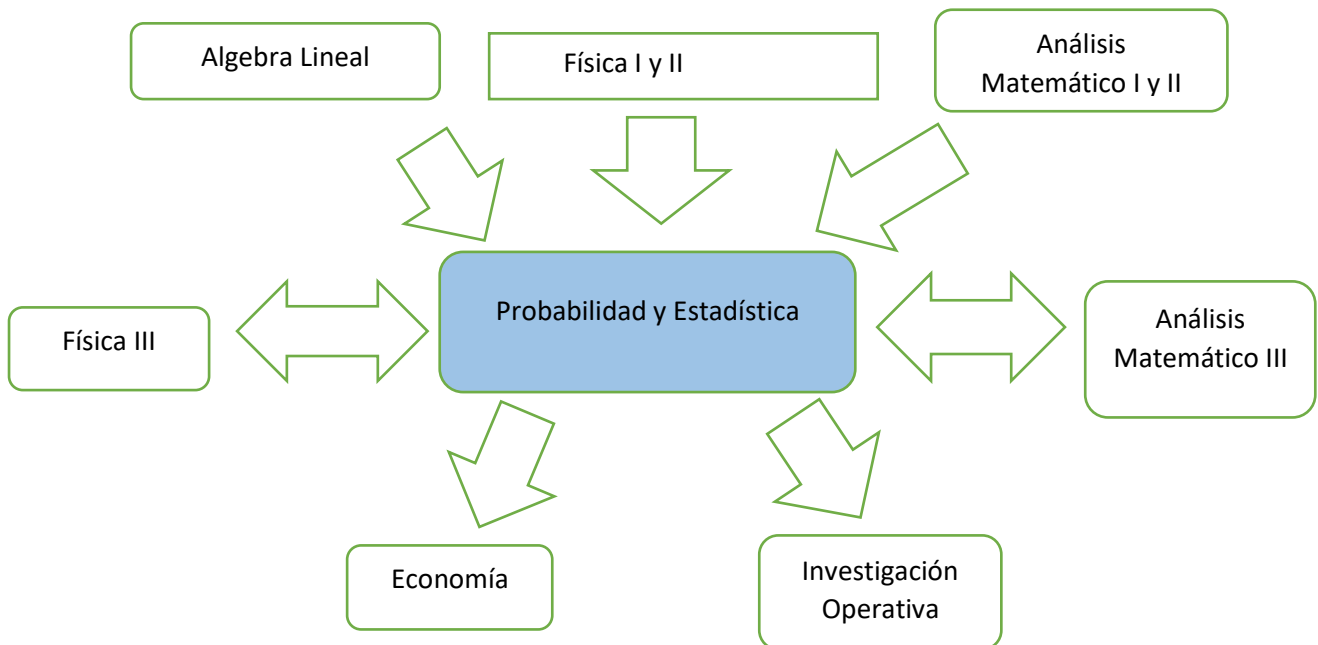 Algebra Lineal
Física I y II
Análisis
Matemático I y II
Probabilidad y Estadística
Física III
Análisis
Matemático III
Economía
Investigación
Operativa